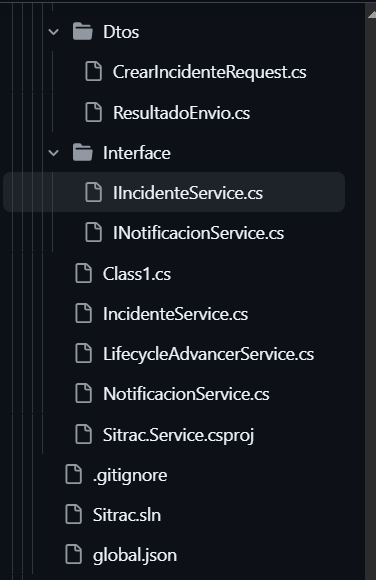 Dtos
CrearIncidenteRequest.cs
ResultadoEnvio.cs
Interface
IIncidenteService.cs
INotificacionService.cs
Class1.cs
IncidenteService.cs
LifecycleAdvancerService.cs
NotificacionService.cs
Sitrac.Service.csproj
.gitignore
Sitrac.sln
global.json